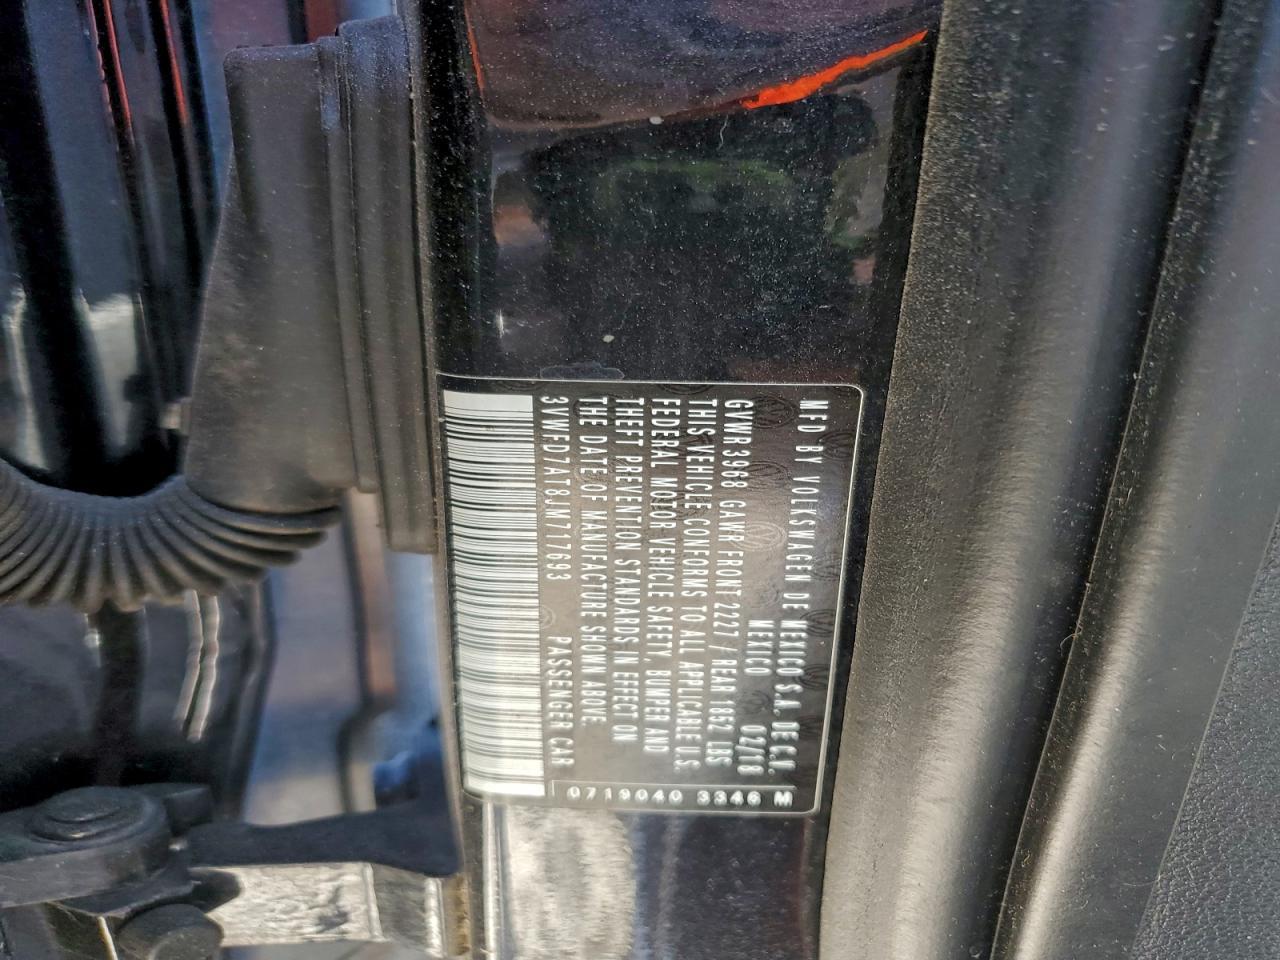 MFD BY VOLKSWAGEN DE MEXICO S.A. DE C.V.
MEXICO 02/18
GVWR 3968 GAWR FRONT 2227 / REAR 1852 LBS
THIS VEHICLE CONFORMS TO ALL APPLICABLE U.S.
FEDERAL MOTOR VEHICLE SAFETY, BUMPER AND
THEFT PREVENTION STANDARDS IN EFFECT ON
THE DATE OF MANUFACTURE SHOWN ABOVE.
3VWFD7AT8JM717693 PASSENGER CAR
0719040 3346 M